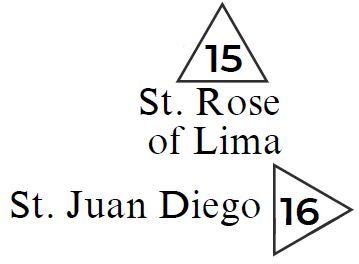 15
St. Rose
of Lima
St. Juan Diego 16